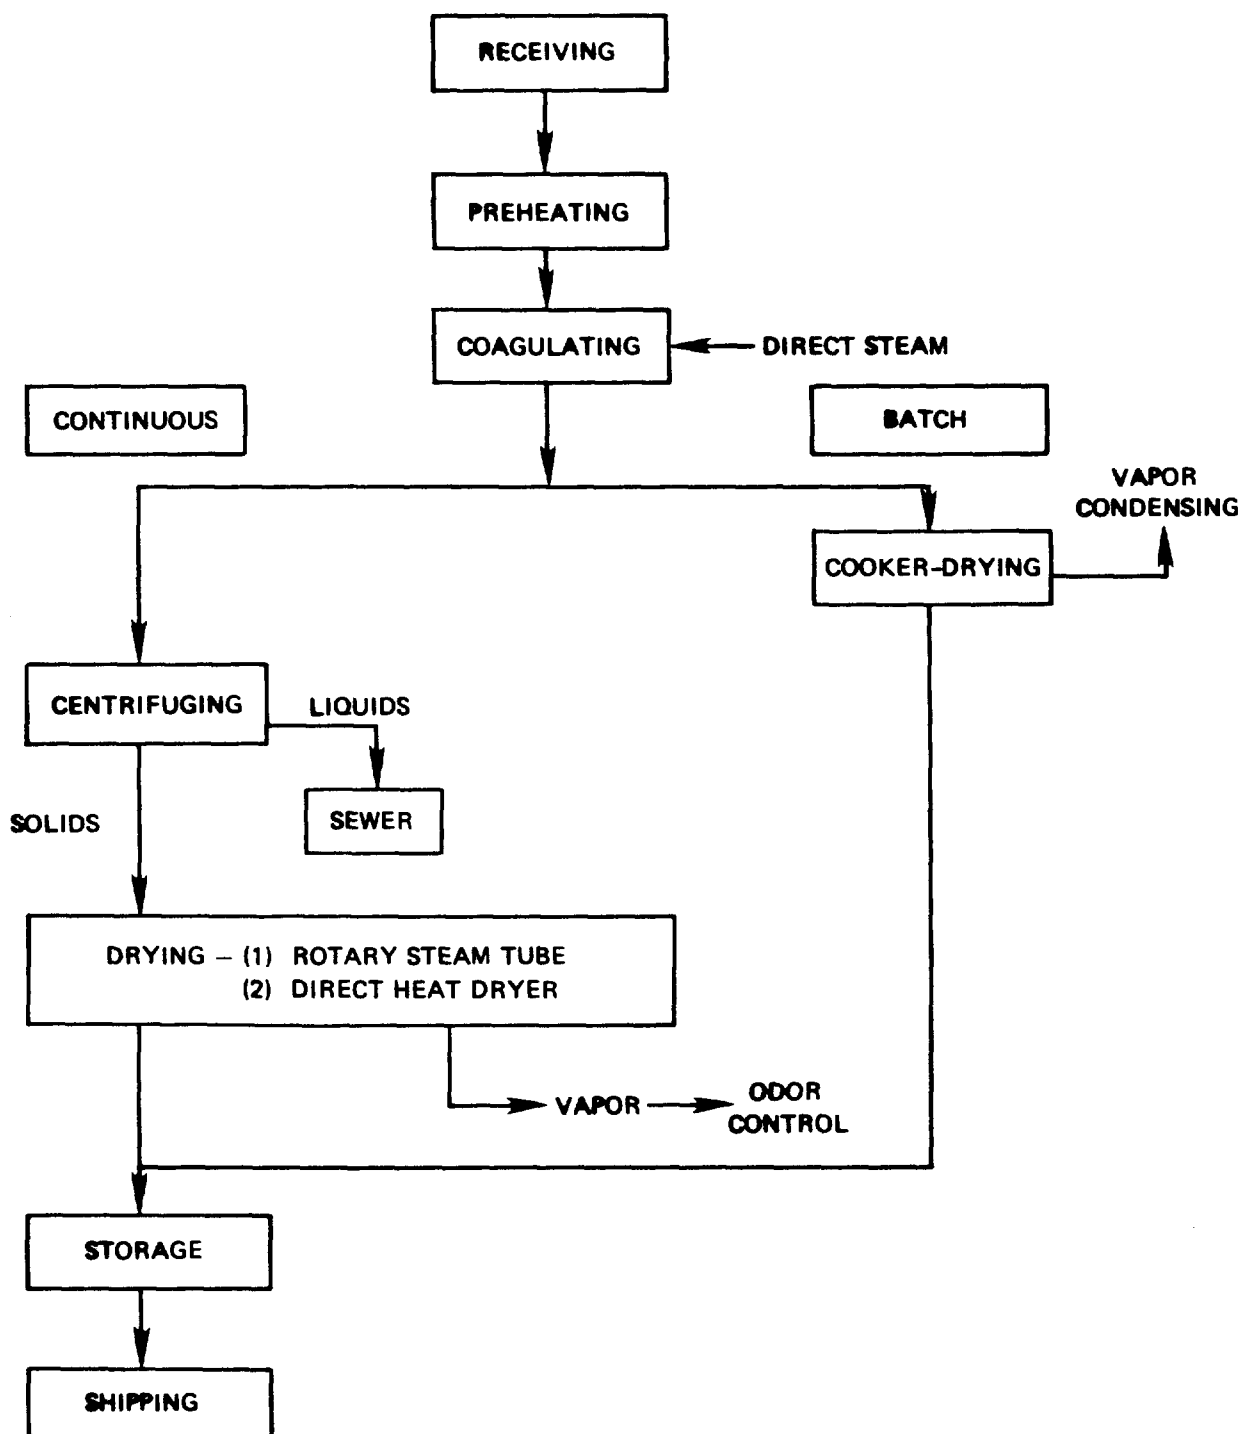 RECEIVING
PREHEATING
COAGULATING
DIRECT STEAM
CONTINUOUS
BATCH
VAPOR
CONDENSING
COOKER-DRYING
CENTRIFUGING
LIQUIDS
SOLIDS
SEWER
DRYING – (1) ROTARY STEAM TUBE
(2) DIRECT HEAT DRYER
VAPOR
ODOR
CONTROL
STORAGE
SHIPPING